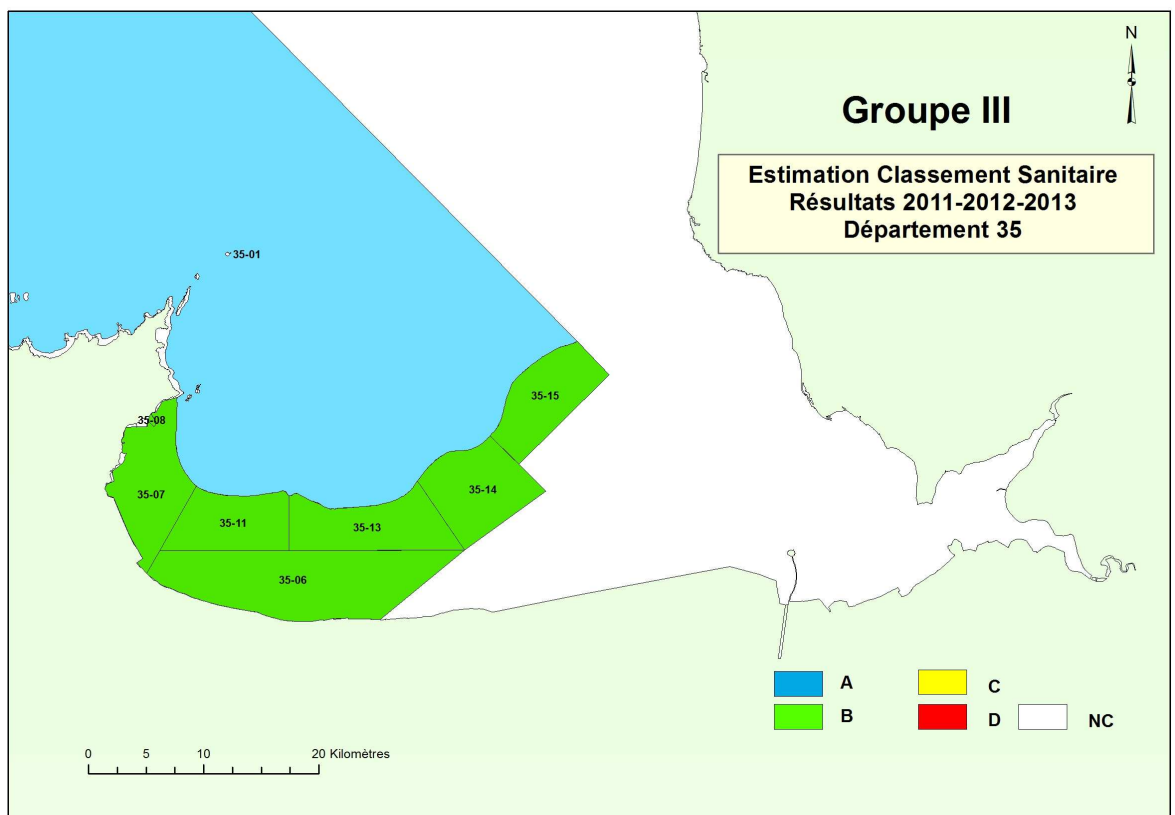 N
Groupe III
Estimation Classement Sanitaire
Résultats 2011-2012-2013
Département 35
35-01
35-15
35-08
35-14
35-07
35-11
35-13
35-06
A
C
B
D
NC
0 5 10 20 Kilomètres